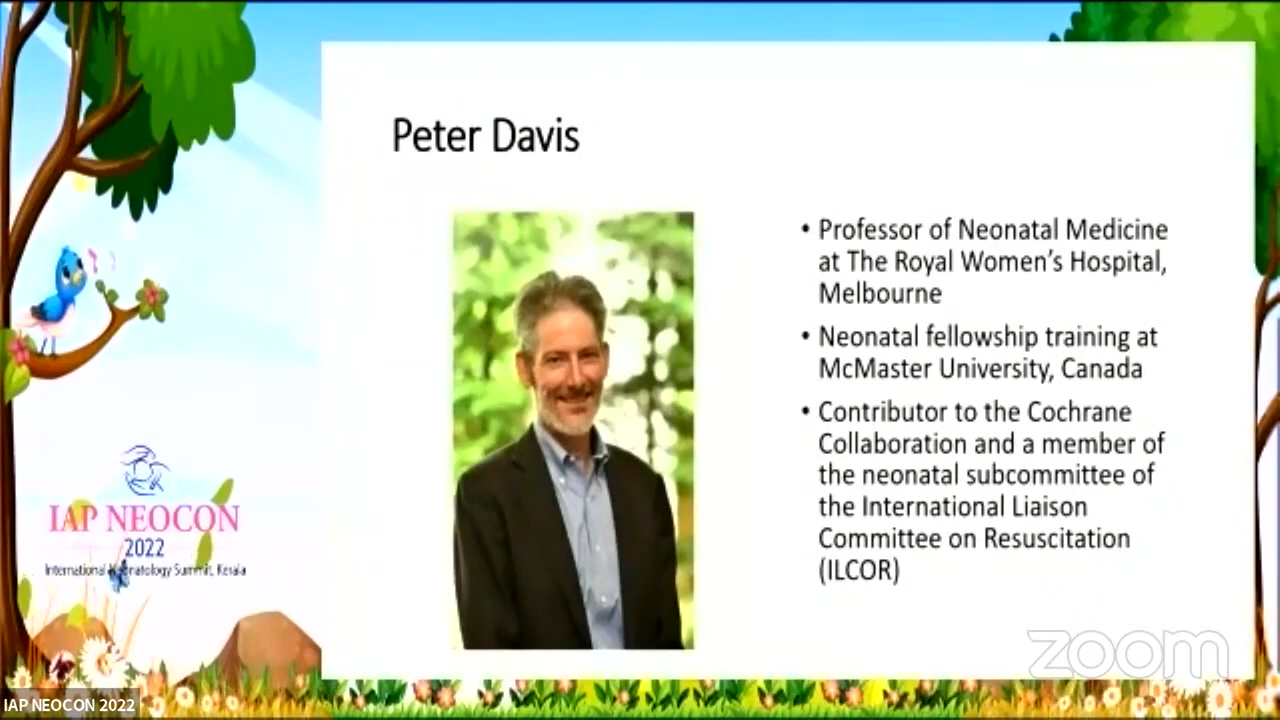 Peter Davis
• Professor of Neonatal Medicine
at The Royal Women's Hospital,
Melbourne
• Neonatal fellowship training at
McMaster University, Canada
• Contributor to the Cochrane
Collaboration and a member of
the neonatal subcommittee of
the International Liaison
Committee on Resuscitation
(ILCOR)
IAP NEOCON
2022
International Neonatology Summit, Kerala
zoom
IAP NEOCON 2022